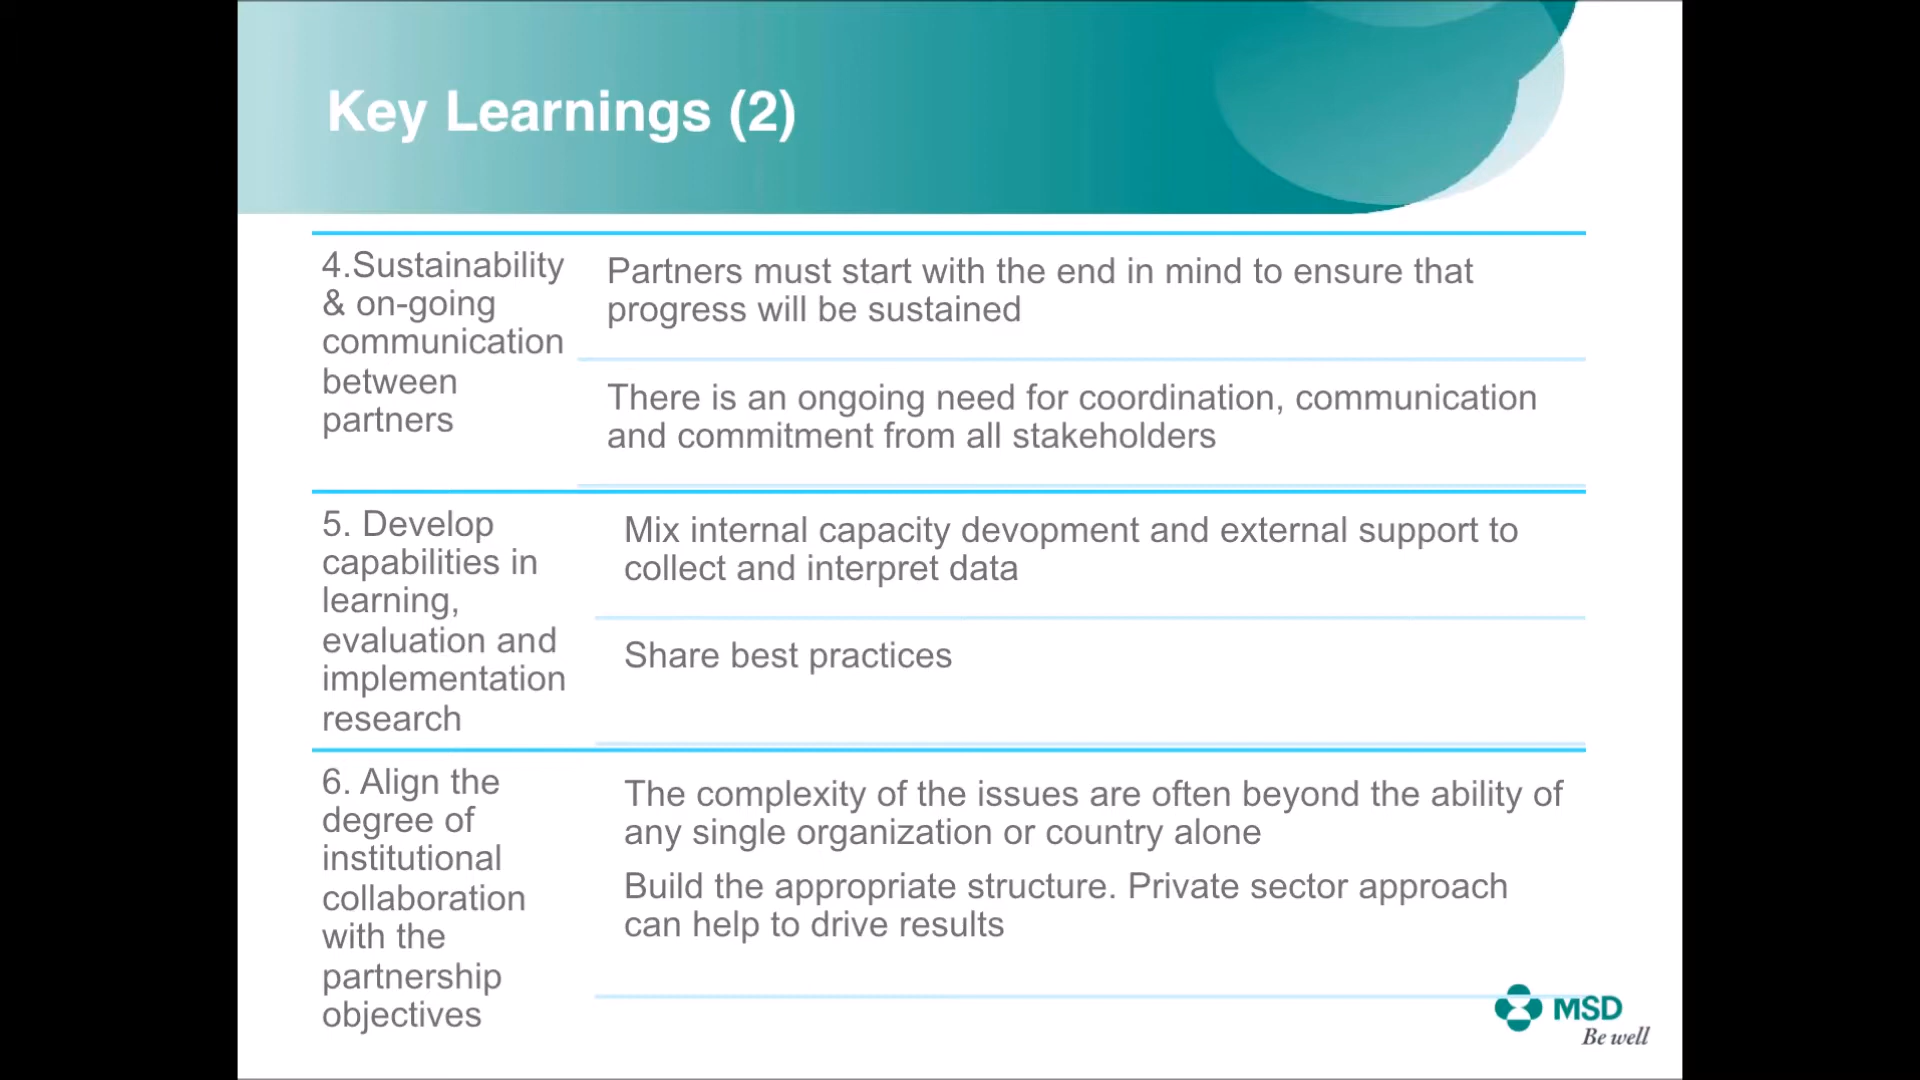 Key Learnings (2)
4.Sustainability
& on-going
communication
between
partners
Partners must start with the end in mind to ensure that
progress will be sustained
There is an ongoing need for coordination, communication
and commitment from all stakeholders
5. Develop
capabilities in
learning,
evaluation and
implementation
research
Mix internal capacity devopment and external support to
collect and interpret data
Share best practices
6. Align the
degree of
institutional
collaboration
with the
partnership
objectives
The complexity of the issues are often beyond the ability of
any single organization or country alone
Build the appropriate structure. Private sector approach
can help to drive results
MSD
Be well